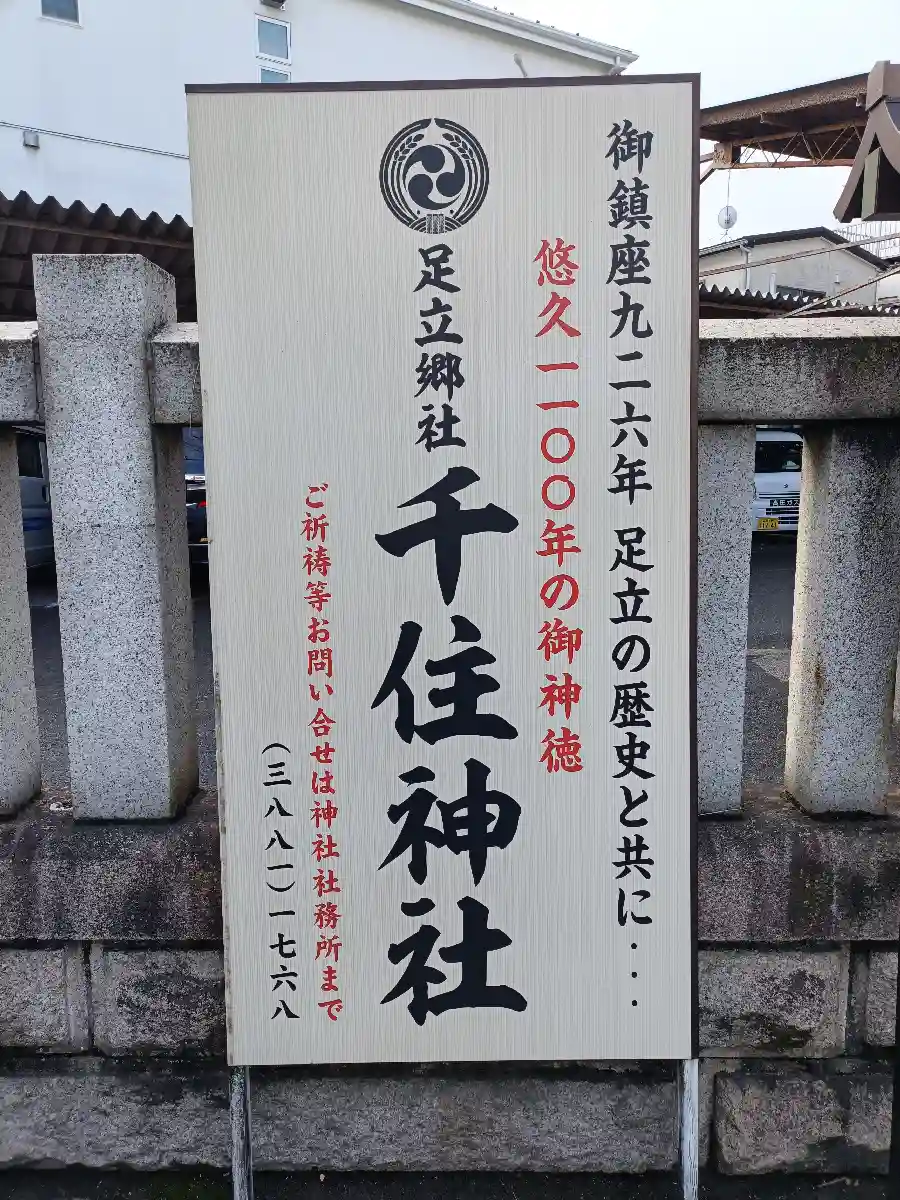 御鎮座九二六年 足立の歴史と共に・・・
悠久一一〇〇年の御神徳
足立郷社 千住神社
ご祈祷等お問い合せは神社社務所まで
(三八八一)一七六八